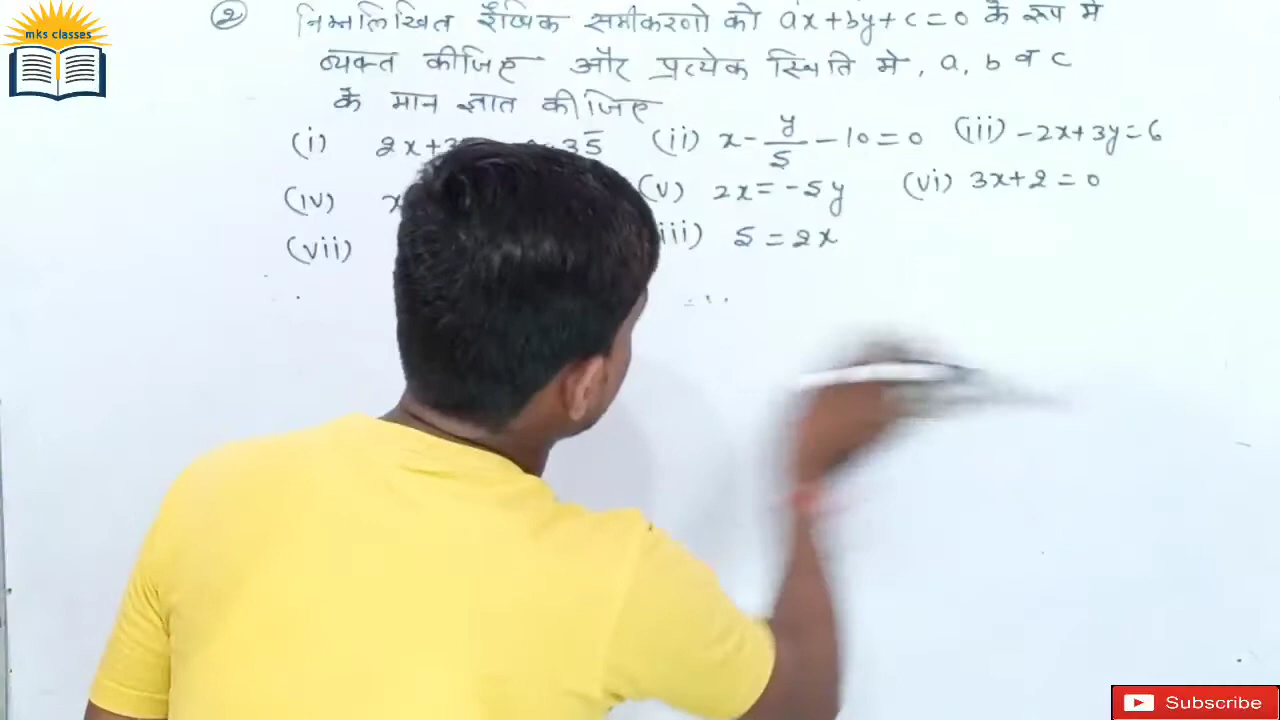 mks classes
② निम्नलिखित रैखिक समीकरणो को ax+by+c=0 के रूप मे
व्यक्त कीजिए और प्रत्येक स्थिति मे, a, b व c
के मान ज्ञात कीजिए
(i) 2x+3 (ii) x-y/5-10=0 (iii) -2x+3y=6
(iv) x (v) 2x=-5y (vi) 3x+2=0
(vii) iii) 5=2x
Subscribe